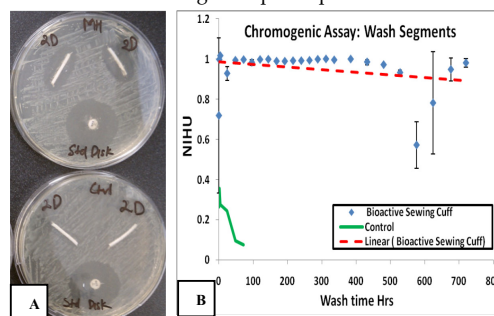 2D MH 2D
Std Disk
Ctrl
2D 2D
Std Disk
A
Chromogenic Assay: Wash Segments
NIHU
1.2
1
0.8
0.6
0.4
0.2
0
Bioactive Sewing Cuff
Control
Linear ( Bioactive Sewing Cuff)
0 100 200 300 400 500 600 700 80
Wash time Hrs
B